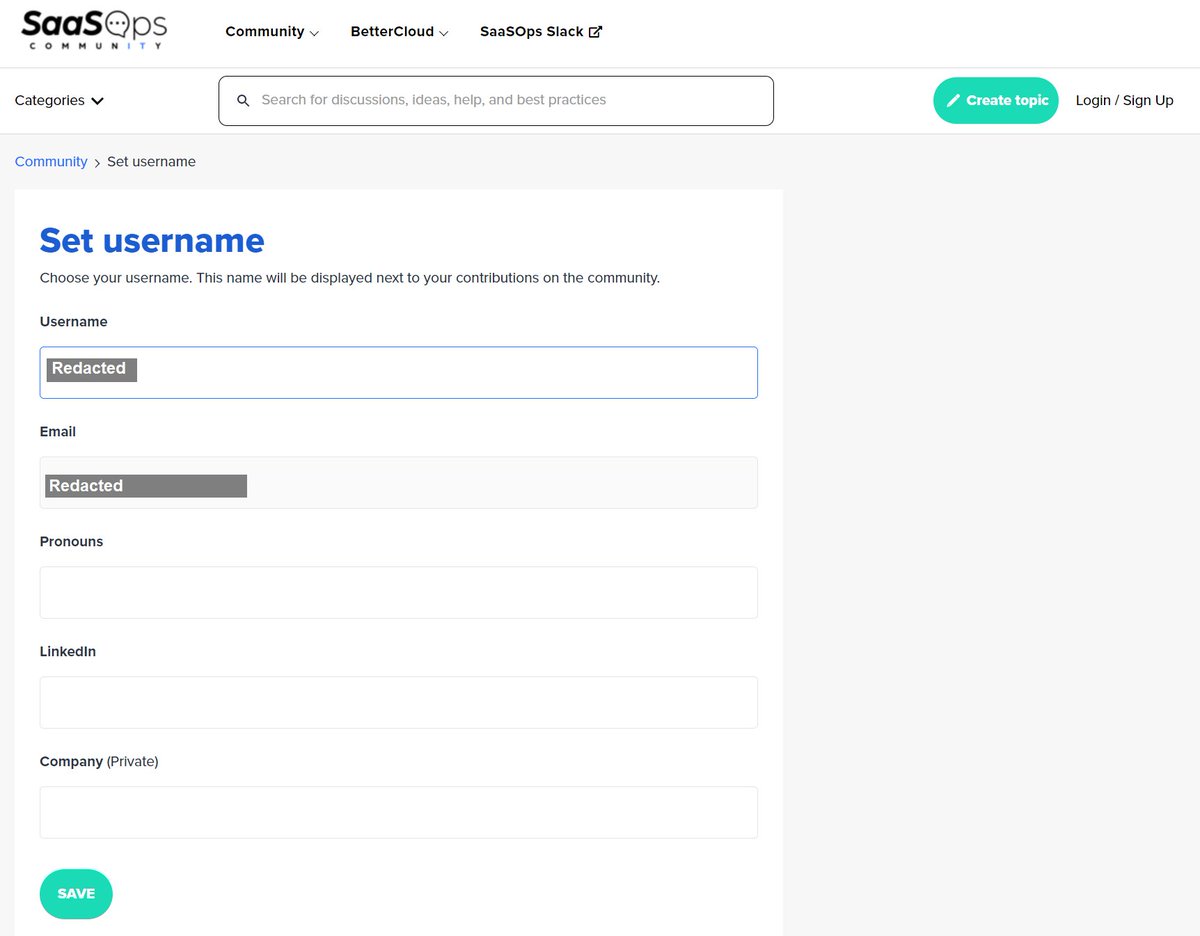 SaaSOps
COMMUNITY
Community
BetterCloud
SaaSOps Slack
Categories
Search for discussions, ideas, help, and best practices
Create topic
Login / Sign Up
Community > Set username
Set username
Choose your username. This name will be displayed next to your contributions on the community.
Username
Redacted
Email
Redacted
Pronouns
LinkedIn
Company (Private)
SAVE